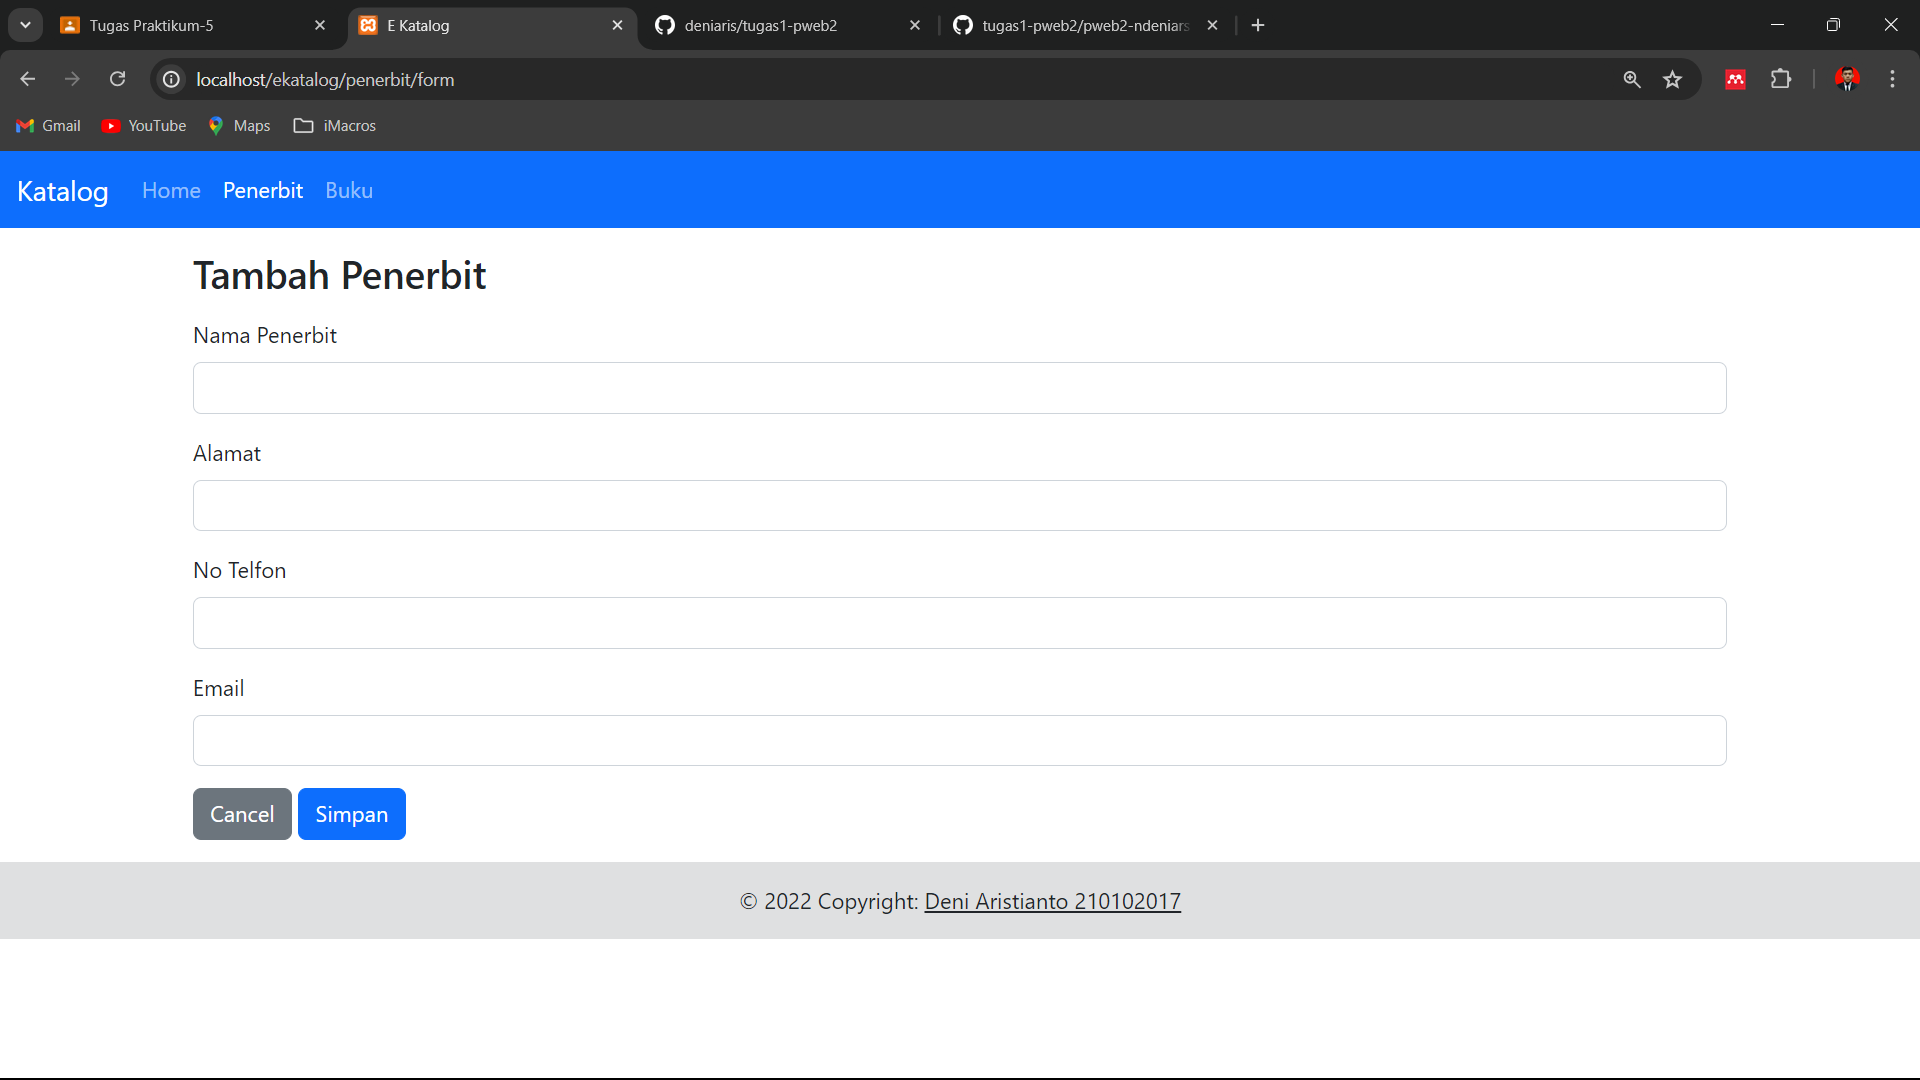 Tugas Praktikum-5
E Katalog
deniaris/tugas1-pweb2
tugas1-pweb2/pweb2-ndeniars
localhost/ekatalog/penerbit/form
Gmail
YouTube
Maps
iMacros
Katalog Home Penerbit Buku
Tambah Penerbit
Nama Penerbit
Alamat
No Telfon
Email
Cancel Simpan
© 2022 Copyright: Deni Aristianto 210102017